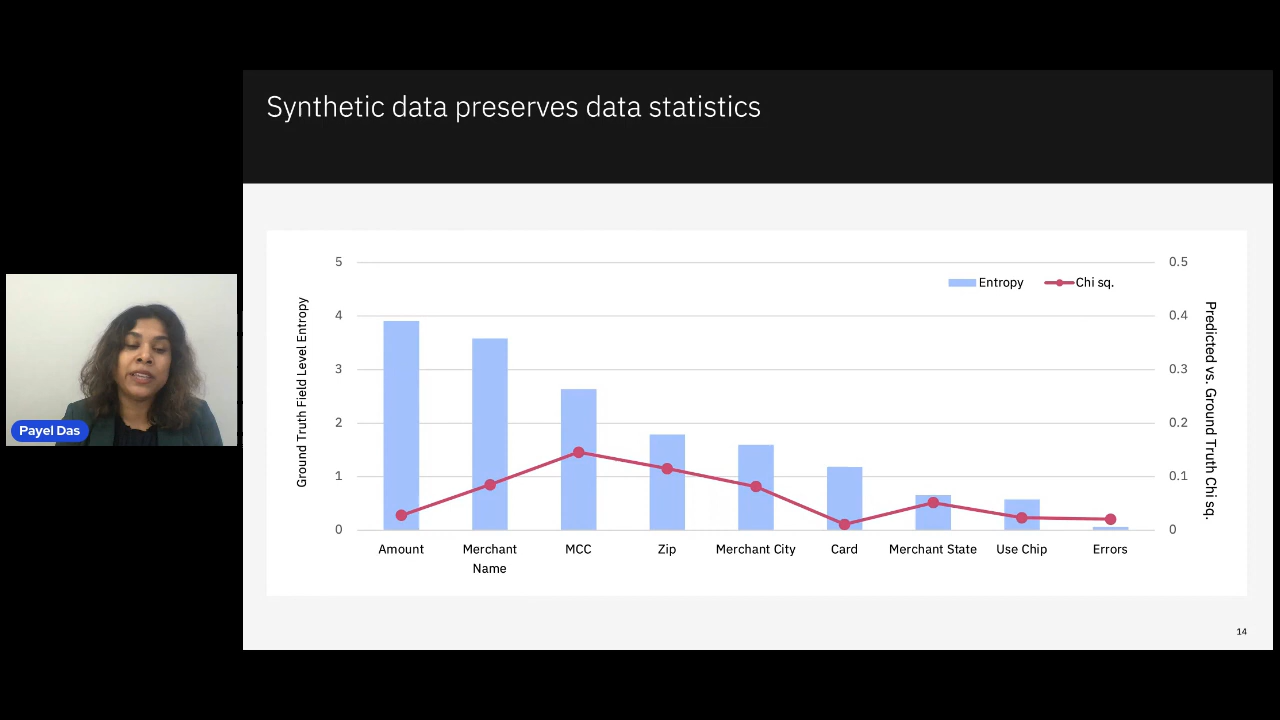 Synthetic data preserves data statistics
5
4
3
2
1
0
Ground Truth Field Level Entropy
Entropy
Chi sq.
0.5
0.4
0.3
0.2
0.1
0
Predicted vs. Ground Truth Chi sq.
Amount
Merchant
Name
MCC
Zip
Merchant City
Card
Merchant State
Use Chip
Errors
14
Payel Das